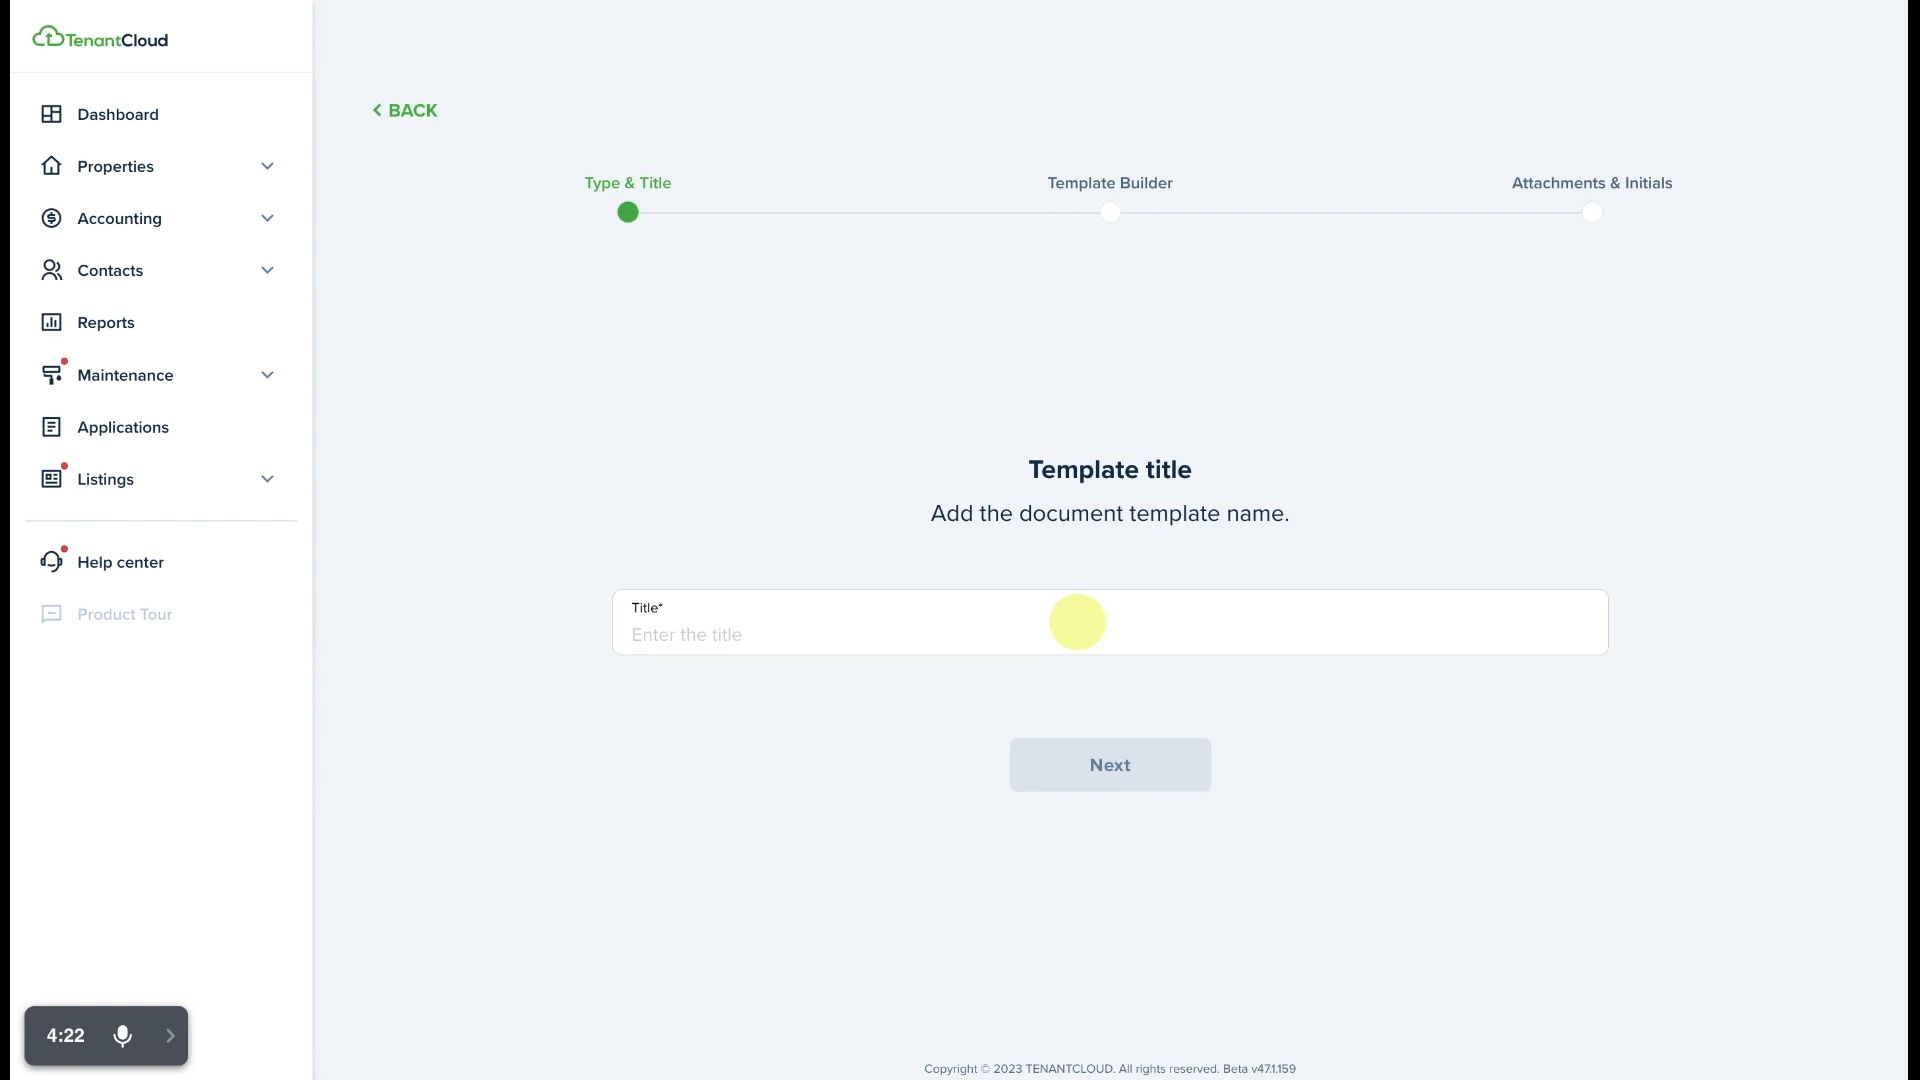 TenantCloud
Dashboard
Properties
Accounting
Contacts
Reports
Maintenance
Applications
Listings
Help center
Product Tour
4:22
BACK
Type & Title
Template Builder
Attachments & Initials
Template title
Add the document template name.
Title*
Enter the title
Next
Copyright © 2023 TENANTCLOUD. All rights reserved. Beta v47.1.159